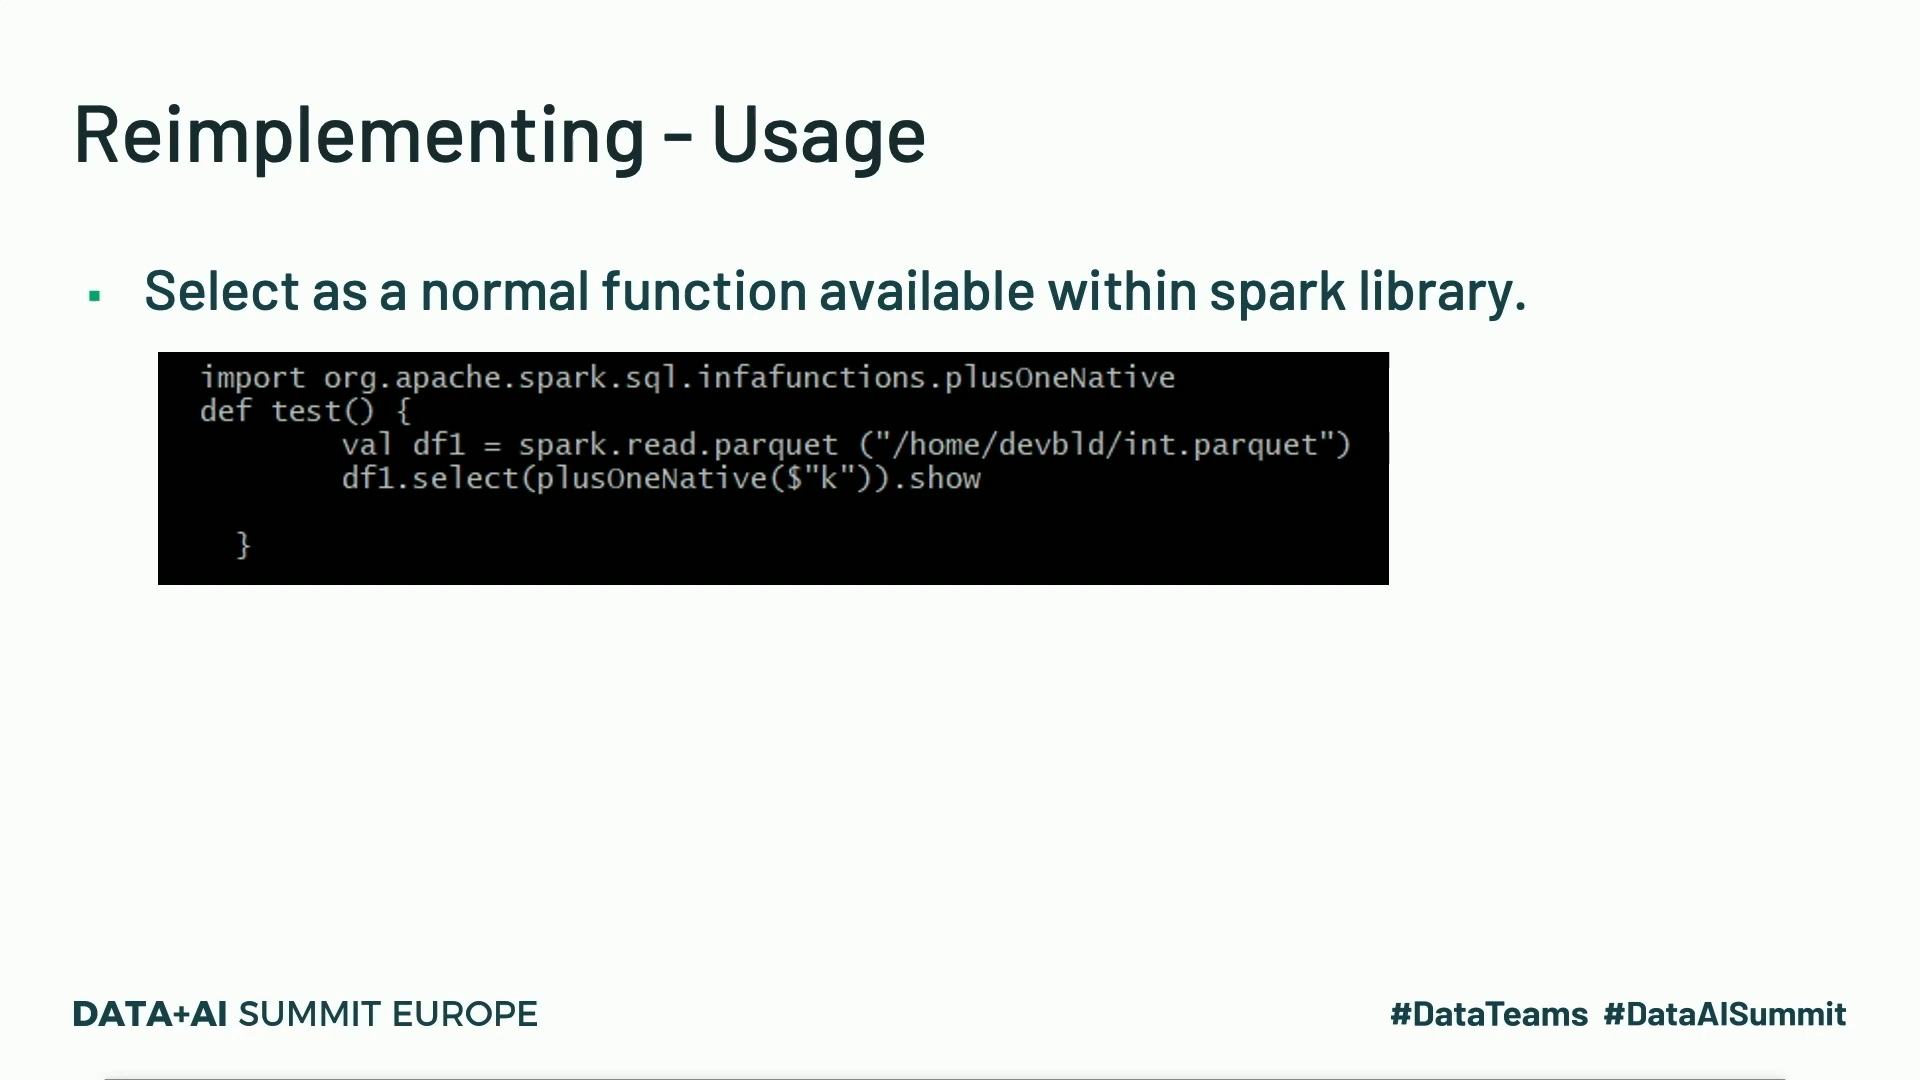 Reimplementing - Usage
▪ Select as a normal function available within spark library.
import org.apache.spark.sql.infafunctions.plusOneNative
def test() {
val df1 = spark.read.parquet ("/home/devbld/int.parquet")
df1.select(plusOneNative($"k")).show
}
DATA+AI SUMMIT EUROPE
#DataTeams #DataAISummit